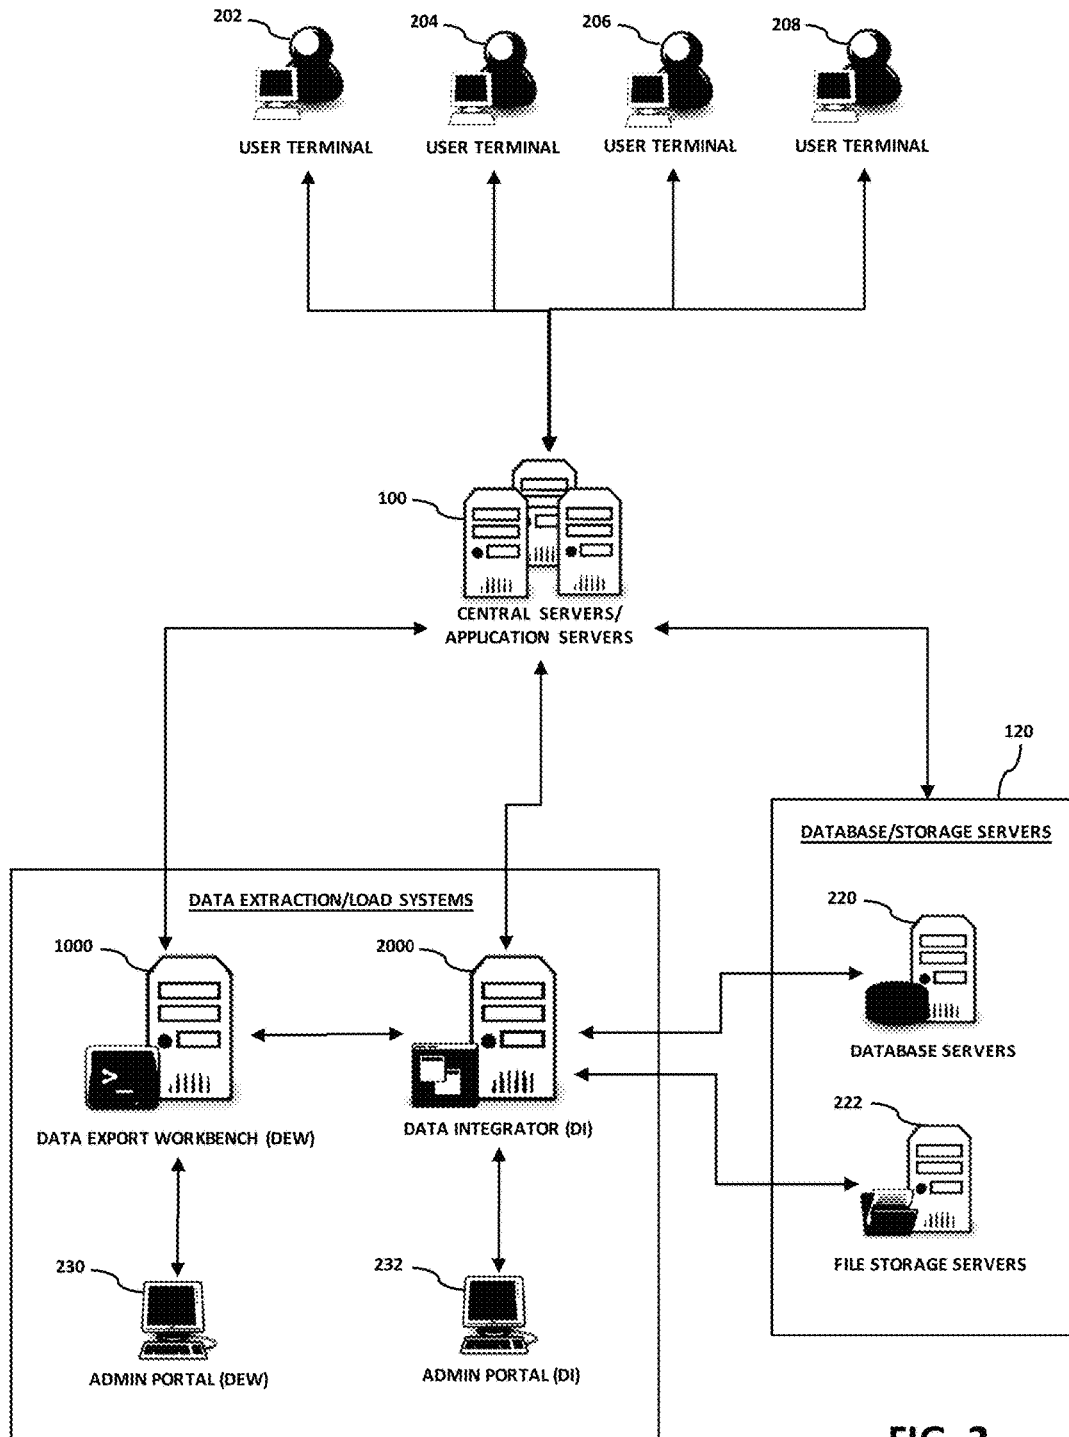 202
204
206
208
USER TERMINAL
USER TERMINAL
USER TERMINAL
USER TERMINAL
100
CENTRAL SERVERS/
APPLICATION SERVERS
120
DATABASE/STORAGE SERVERS
DATA EXTRACTION/LOAD SYSTEMS
220
1000
2000
>_
DATABASE SERVERS
222
DATA EXPORT WORKBENCH (DEW)
DATA INTEGRATOR (DI)
FILE STORAGE SERVERS
230
232
ADMIN PORTAL (DEW)
ADMIN PORTAL (DI)
FIG.